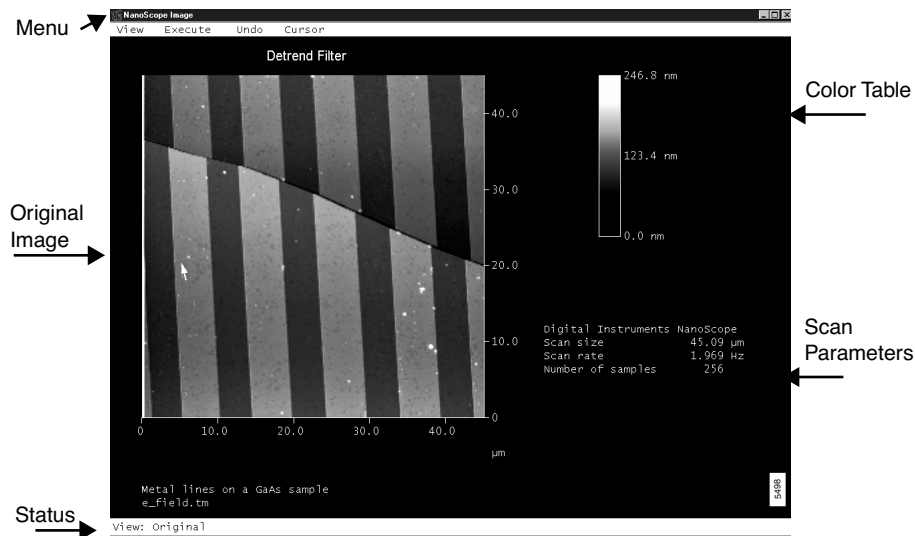 NanoScope Image
Menu
View Execute Undo Cursor
Detrend Filter
246.8 nm
Color Table
40.0
123.4 nm
30.0
Original
Image
0.0 nm
20.0
Digital Instruments NanoScope
Scan size 45.09 µm
Scan rate 1.969 Hz
Number of samples 256
Scan
Parameters
10.0
0
0 10.0 20.0 30.0 40.0
µm
Metal lines on a GaAs sample
e_field.tm
5498
Status
View: Original